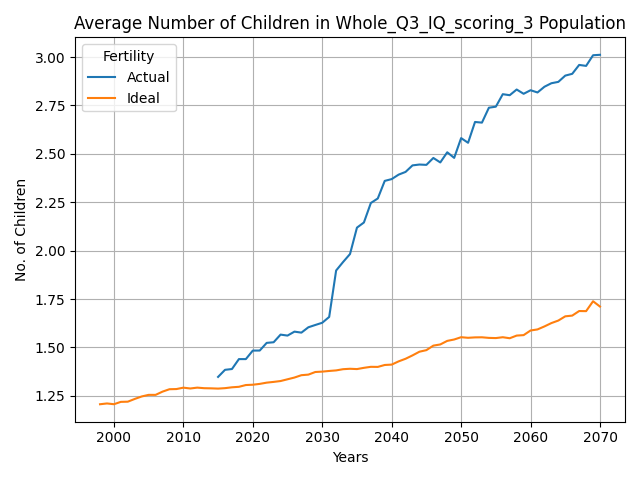 Average Number of Children in Whole_Q3_IQ_scoring_3 Population
Fertility
Actual
Ideal
3.00
2.75
2.50
2.25
2.00
1.75
1.50
1.25
No. of Children
2000 2010 2020 2030 2040 2050 2060 2070
Years